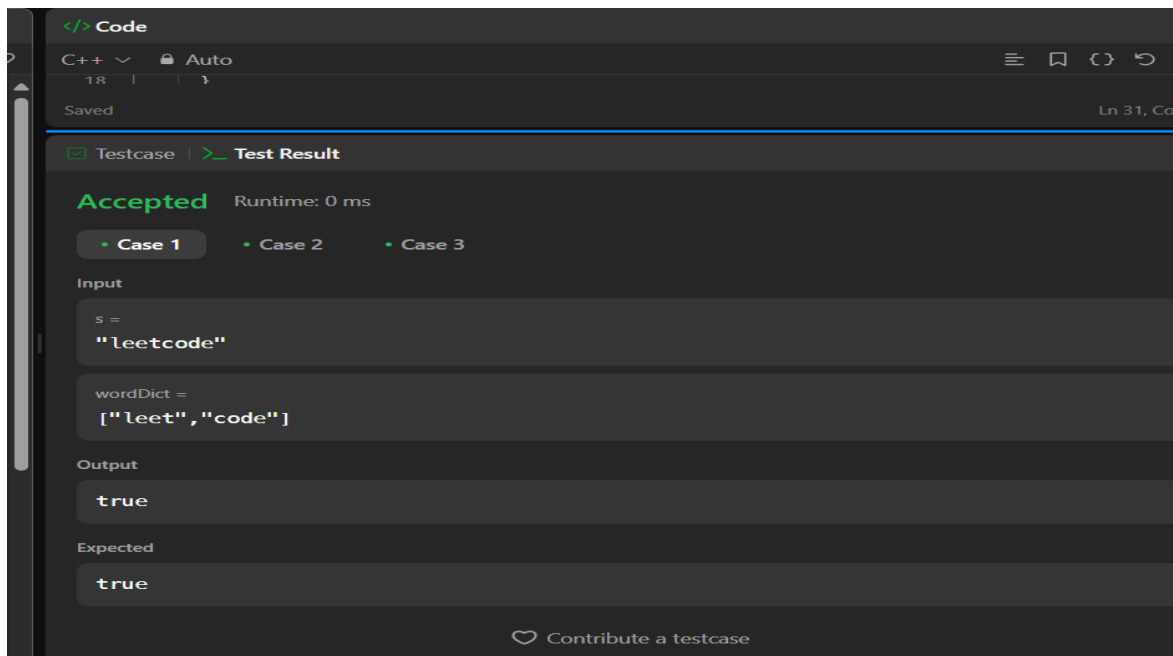 </> Code
C++ Auto
18 }
Saved Ln 31, Co
Testcase | >_ Test Result
Accepted Runtime: 0 ms
• Case 1 • Case 2 • Case 3
Input
s =
"leetcode"
wordDict =
["leet","code"]
Output
true
Expected
true
Contribute a testcase